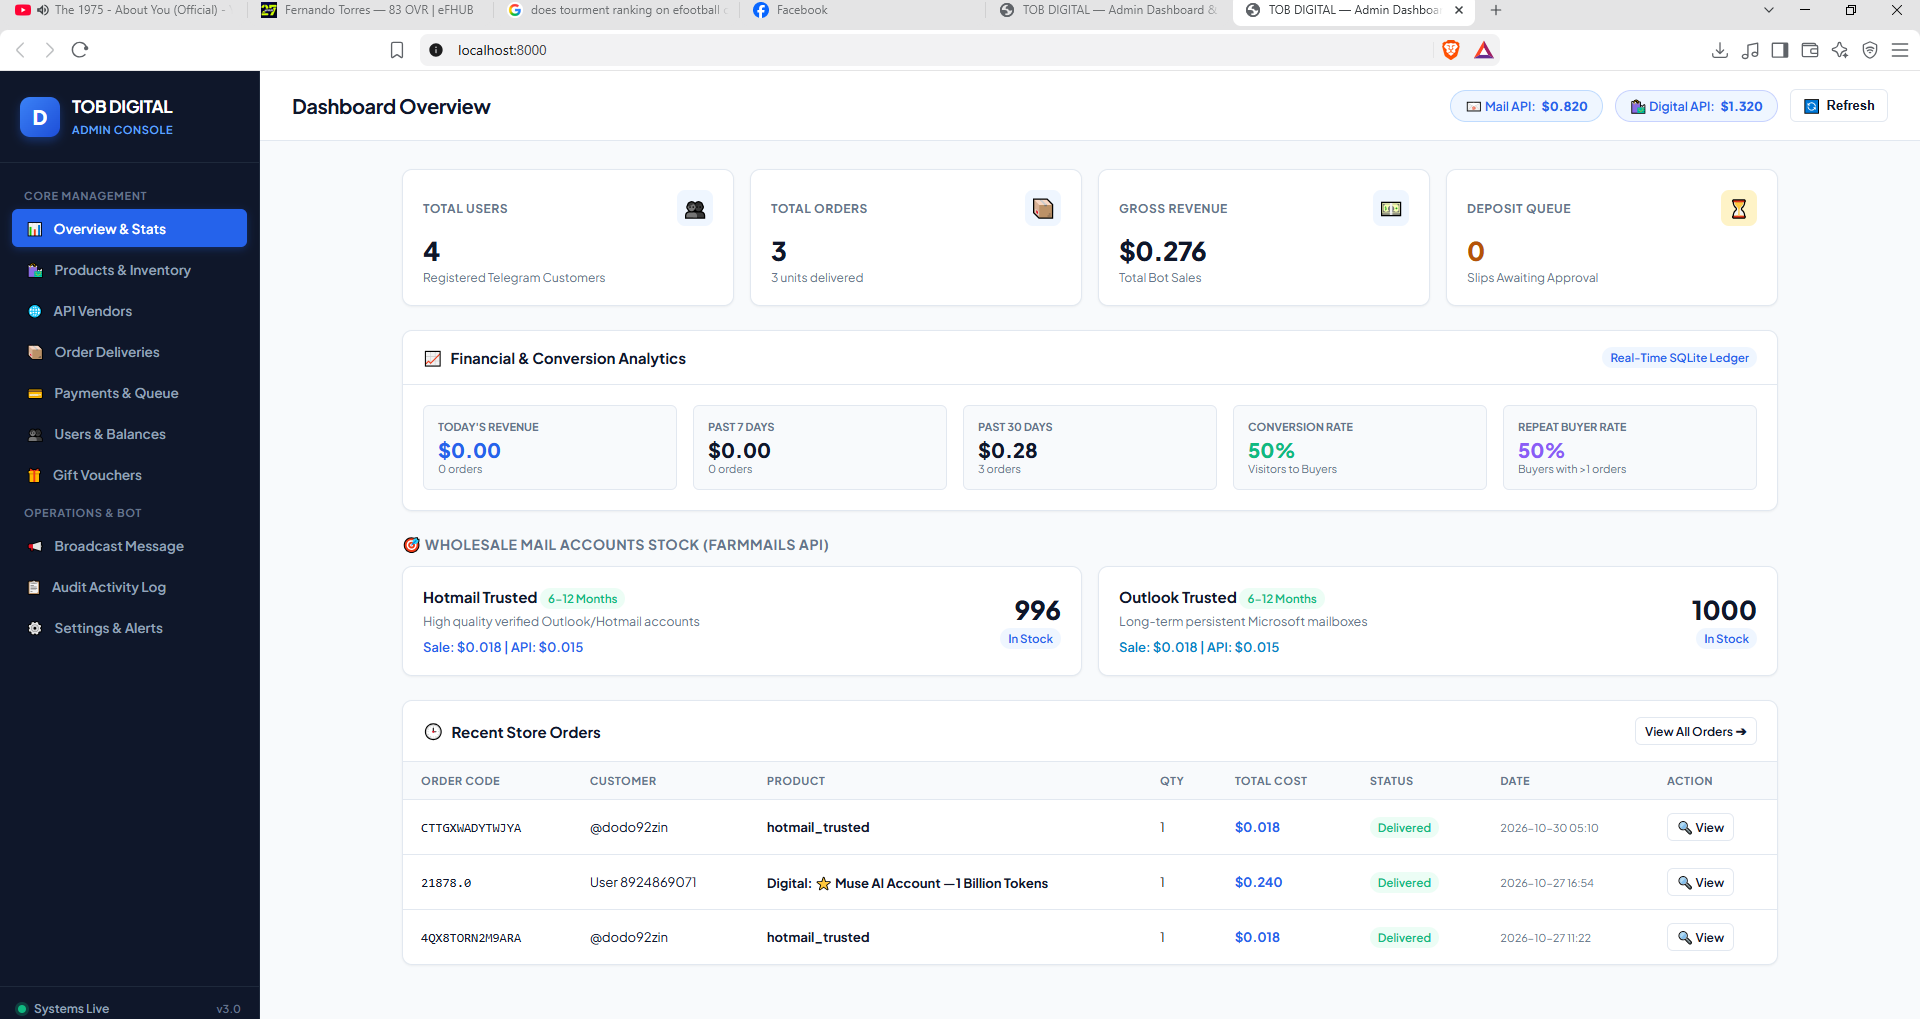 The 1975 - About You (Official) -
Fernando Torres — 83 OVR | eFHUB
does tourment ranking on efootball
Facebook
TOB DIGITAL — Admin Dashboard &
TOB DIGITAL — Admin Dashboa
localhost:8000
D
TOB DIGITAL
ADMIN CONSOLE
CORE MANAGEMENT
Overview & Stats
Products & Inventory
API Vendors
Order Deliveries
Payments & Queue
Users & Balances
Gift Vouchers
OPERATIONS & BOT
Broadcast Message
Audit Activity Log
Settings & Alerts
Systems Live v3.0
Dashboard Overview
Mail API: $0.820
Digital API: $1.320
Refresh
TOTAL USERS
4
Registered Telegram Customers
TOTAL ORDERS
3
3 units delivered
GROSS REVENUE
$0.276
Total Bot Sales
DEPOSIT QUEUE
0
Slips Awaiting Approval
Financial & Conversion Analytics
Real-Time SQLite Ledger
TODAY'S REVENUE
$0.00
0 orders
PAST 7 DAYS
$0.00
0 orders
PAST 30 DAYS
$0.28
3 orders
CONVERSION RATE
50%
Visitors to Buyers
REPEAT BUYER RATE
50%
Buyers with >1 orders
WHOLESALE MAIL ACCOUNTS STOCK (FARMMAILS API)
Hotmail Trusted 6-12 Months
High quality verified Outlook/Hotmail accounts
Sale: $0.018 | API: $0.015
996
In Stock
Outlook Trusted 6-12 Months
Long-term persistent Microsoft mailboxes
Sale: $0.018 | API: $0.015
1000
In Stock
Recent Store Orders
View All Orders ➔
ORDER CODE CUSTOMER PRODUCT QTY TOTAL COST STATUS DATE ACTION
CTTGXWADYTWJYA @dodo92zin hotmail_trusted 1 $0.018 Delivered 2026-10-30 05:10 View
21878.0 User 8924869071 Digital: ⭐ Muse AI Account — 1 Billion Tokens 1 $0.240 Delivered 2026-10-27 16:54 View
4QX8TORN2M9ARA @dodo92zin hotmail_trusted 1 $0.018 Delivered 2026-10-27 11:22 View